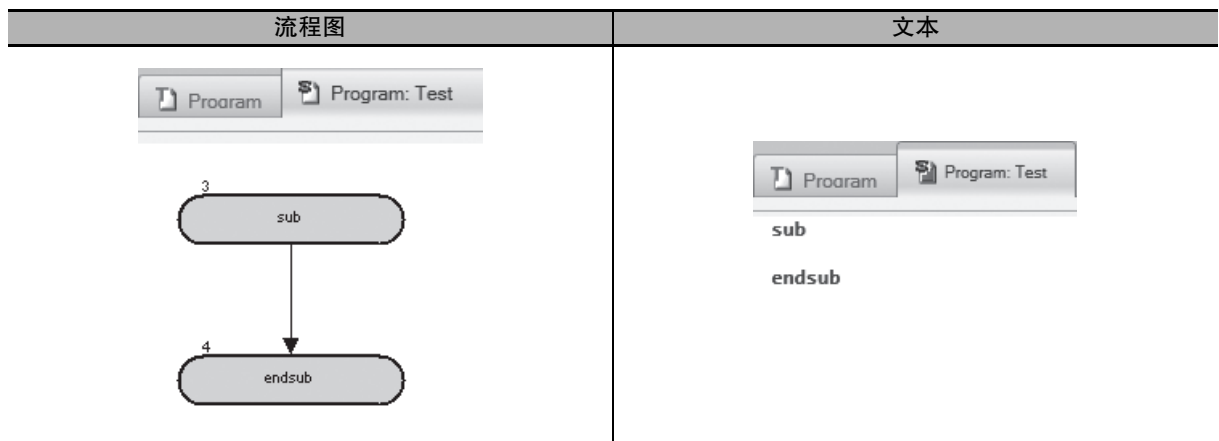 流程图
文本
Program
Program: Test
3
sub
4
endsub
Program
Program: Test
sub
endsub